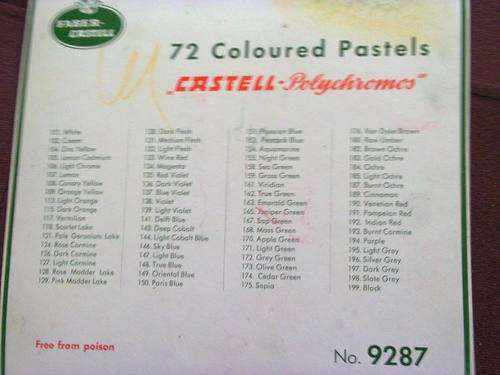 FABER-
CASTELL
72 Coloured Pastels
„CASTELL-Polychromos"
101. White
102. Cream
104. Zinc Yellow
105. Lemon Cadmium
106. Light Chrome
107. Lemon
108. Canary Yellow
109. Orange Yellow
113. Light Orange
115. Dark Orange
117. Vermilion
118. Scarlet Lake
121. Pale Geranium Lake
124. Rose Carmine
126. Dark Carmine
127. Light Carmine
128. Rose Madder Lake
129. Pink Madder Lake
130. Dark Flesh
131. Medium Flesh
132. Light Flesh
133. Wine Red
134. Magenta
135. Red Violet
136. Dark Violet
137. Blue Violet
138. Violet
139. Light Violet
141. Delft Blue
143. Deep Cobalt
144. Light Cobalt Blue
146. Sky Blue
147. Light Blue
148. True Blue
149. Oriental Blue
150. Paris Blue
151. Prussian Blue
153. Peacock Blue
154. Aquamarine
155. Night Green
158. Sea Green
159. Grass Green
161. Viridian
162. True Green
163. Emerald Green
165. Juniper Green
167. Sap Green
168. Moss Green
170. Apple Green
171. Light Green
172. Grey Green
173. Olive Green
174. Cedar Green
175. Sepia
176. Van Dyke Brown
180. Raw Umber
182. Brown Ochre
183. Gold Ochre
184. Ochre
185. Light Ochre
187. Burnt Ochre
189. Cinnamon
190. Venetian Red
191. Pompeian Red
192. Indian Red
193. Burnt Carmine
194. Purple
195. Light Grey
196. Silver Grey
197. Dark Grey
198. Slate Grey
199. Black
Free from poison
No. 9287